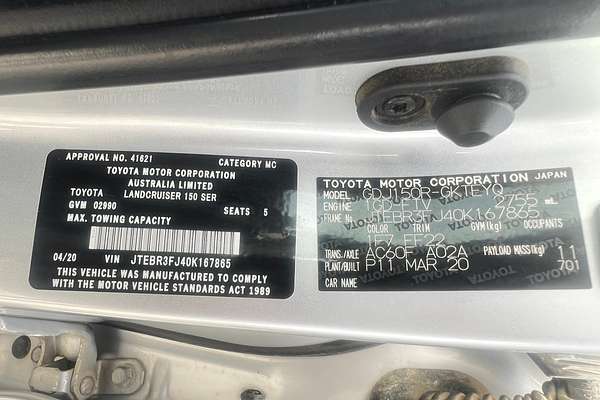 APPROVAL NO. 41621 CATEGORY MC
TOYOTA MOTOR CORPORATION
AUSTRALIA LIMITED
TOYOTA LANDCRUISER 150 SER
GVM 02990 SEATS 5
MAX. TOWING CAPACITY
04/20 VIN JTEBR3FJ40K167865
THIS VEHICLE WAS MANUFACTURED TO COMPLY
WITH THE MOTOR VEHICLE STANDARDS ACT 1989
TOYOTA MOTOR CORPORATION JAPAN
MODEL GDJ150R-GKTEYQ
ENGINE 1GD-FTV 2755 mL
FRAME No. JTEBR3FJ40K167865
COLOR TRIM GVM(kg) OCCUPANTS
1F7 FF22
TRANS./AXLE AC60F A02A PAYLOAD MASS(kg) 11
PLANT/BUILT P11 MAR 20 701
CAR NAME